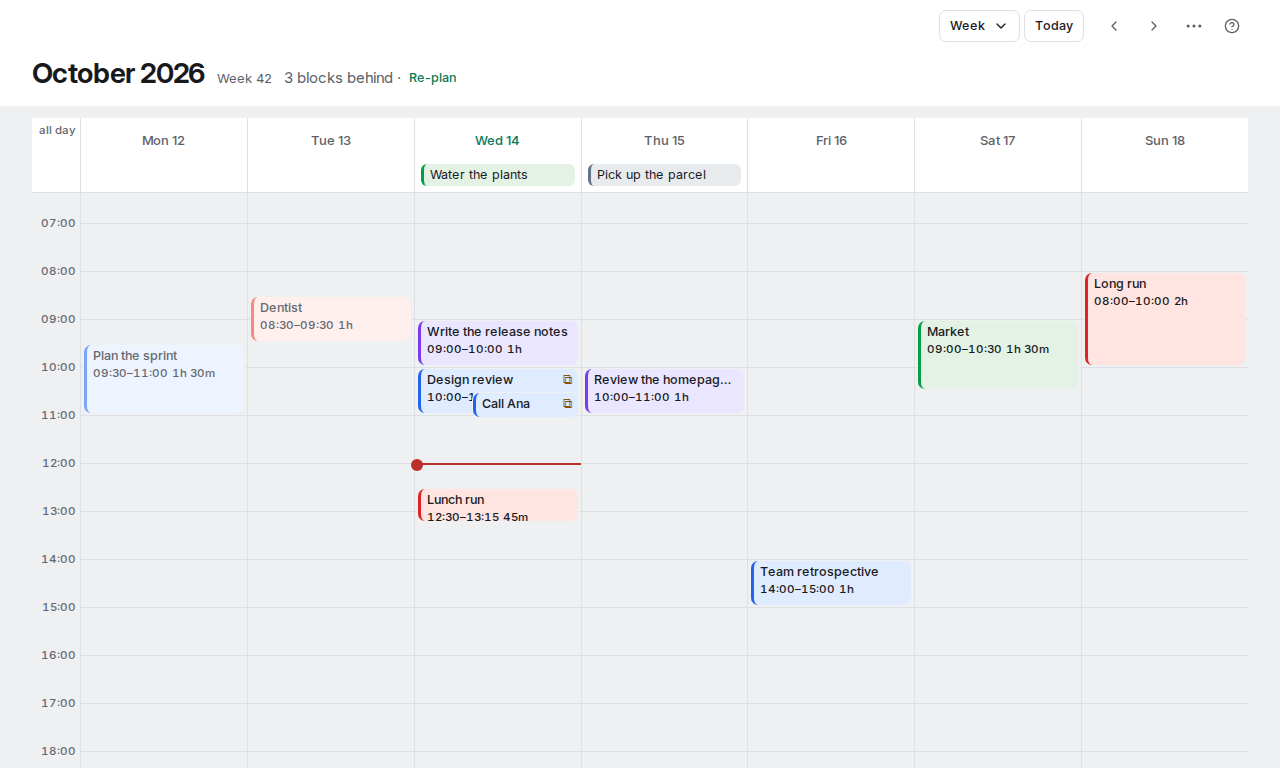 Week
Today
October 2026
Week 42
3 blocks behind ·
Re-plan
all day
Mon 12
Tue 13
Wed 14
Thu 15
Fri 16
Sat 17
Sun 18
Water the plants
Pick up the parcel
07:00
08:00
09:00
10:00
11:00
12:00
13:00
14:00
15:00
16:00
17:00
18:00
Plan the sprint
09:30–11:00 1h 30m
Dentist
08:30–09:30 1h
Write the release notes
09:00–10:00 1h
Design review
10:00–1
Call Ana
Lunch run
12:30–13:15 45m
Review the homepag...
10:00–11:00 1h
Team retrospective
14:00–15:00 1h
Market
09:00–10:30 1h 30m
Long run
08:00–10:00 2h